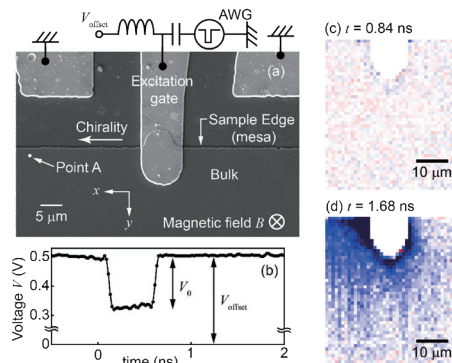 V_offset
AWG
Excitation
gate
(a)
Chirality
Sample Edge
(mesa)
Point A
Bulk
x
y
5 μm
Magnetic field B ⊗
Voltage V (V)
0.5
0.4
0.3
0
(b)
V_0
V_offset
0
1
2
time (ns)
(c) t = 0.84 ns
10 μm
(d) t = 1.68 ns
10 μm